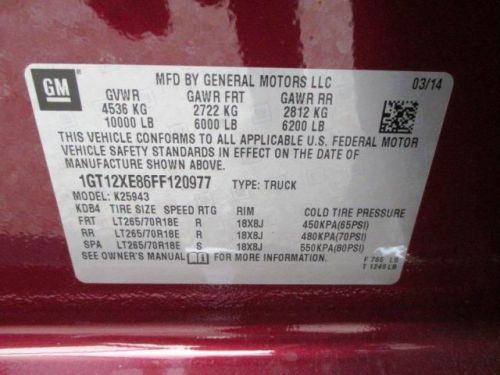 MFD BY GENERAL MOTORS LLC 03/14
GM
GVWR GAWR FRT GAWR RR
4536 KG 2722 KG 2812 KG
10000 LB 6000 LB 6200 LB
THIS VEHICLE CONFORMS TO ALL APPLICABLE U.S. FEDERAL MOTOR
VEHICLE SAFETY STANDARDS IN EFFECT ON THE DATE OF
MANUFACTURE SHOWN ABOVE.
1GT12XE86FF120977 TYPE: TRUCK
MODEL: K25943
KDB4 TIRE SIZE SPEED RTG RIM COLD TIRE PRESSURE
FRT LT265/70R18E R 18X8J 450KPA(65PSI)
RR LT265/70R18E R 18X8J 480KPA(70PSI)
SPA LT265/70R18E S 18X8J 550KPA(80PSI)
SEE OWNER'S MANUAL FOR MORE INFORMATION.
F 766 LB
T 1249 LB